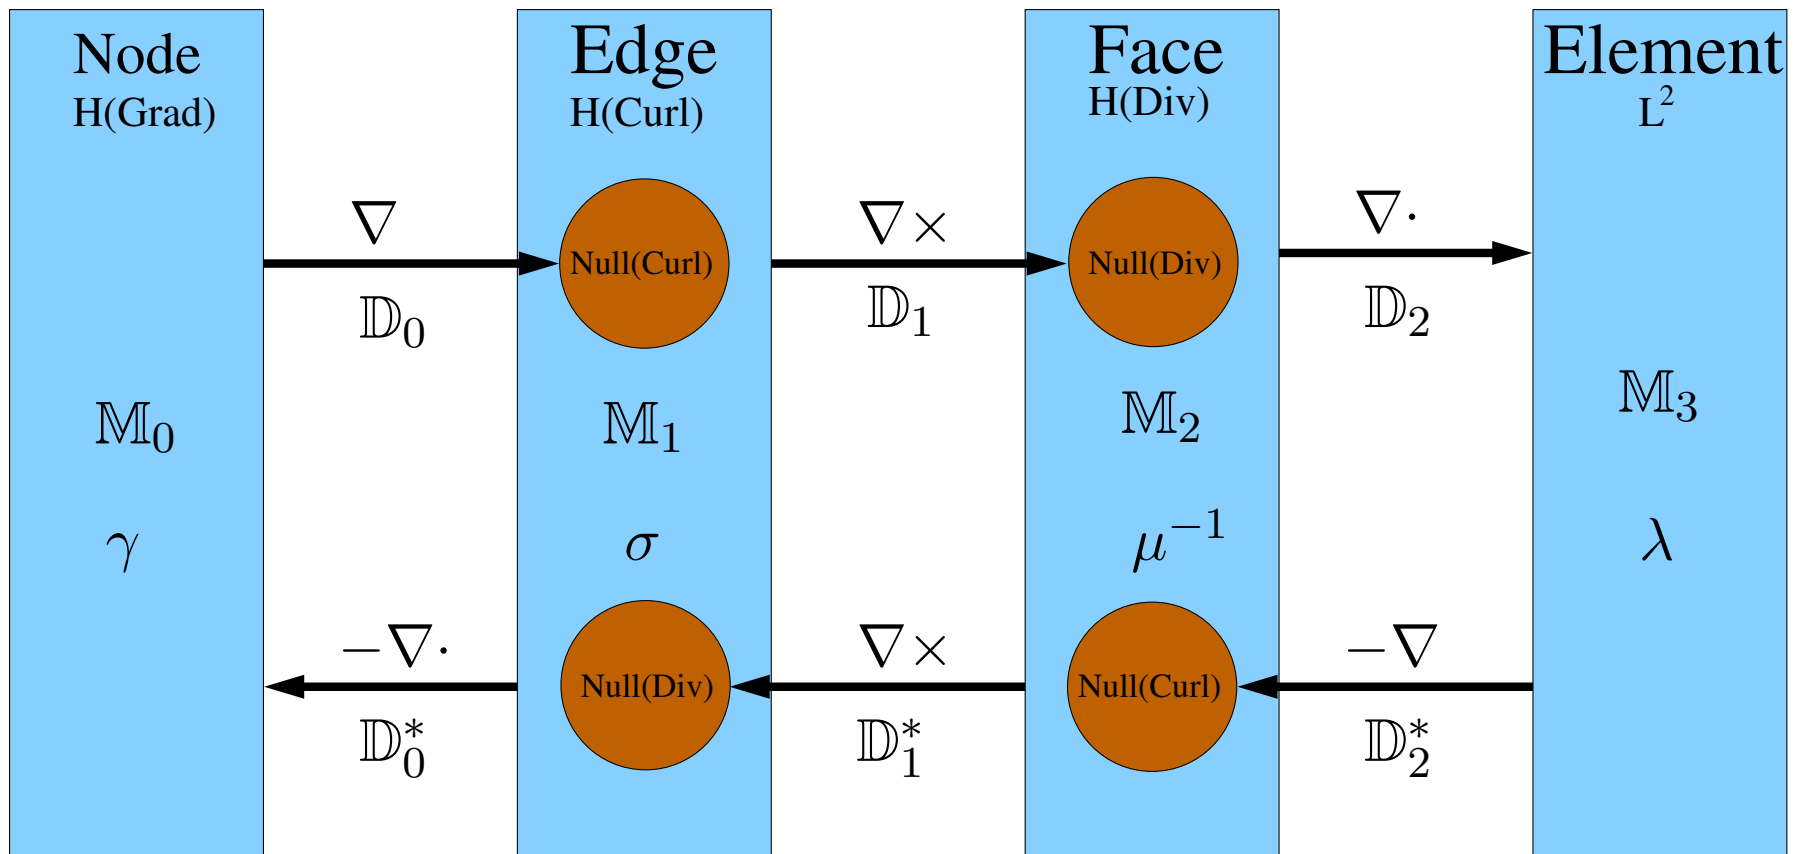 Node
H(Grad)
Edge
H(Curl)
Face
H(Div)
Element
L²
∇
𝔻₀
Null(Curl)
∇×
𝔻₁
Null(Div)
∇·
𝔻₂
𝕄₀
𝕄₁
𝕄₂
𝕄₃
γ
σ
μ⁻¹
λ
−∇·
𝔻₀*
Null(Div)
∇×
𝔻₁*
Null(Curl)
−∇
𝔻₂*